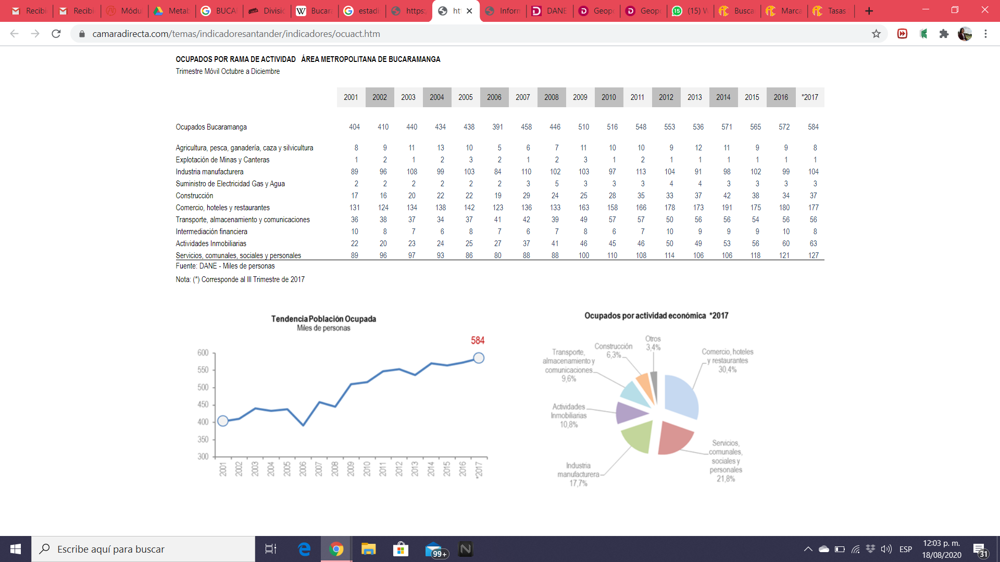 Recibi
Recibi
Módu
Metab
BUCA
Divisio
Bucara
estadi
https:
ht
Inform
DANE
Geopo
Geopo
(15) W
Busca
Marca
Tasas
camaradirecta.com/temas/indicadoresantander/indicadores/ocuact.htm
OCUPADOS POR RAMA DE ACTIVIDAD ÁREA METROPOLITANA DE BUCARAMANGA
Trimestre Móvil Octubre a Diciembre
2001 2002 2003 2004 2005 2006 2007 2008 2009 2010 2011 2012 2013 2014 2015 2016 *2017
Ocupados Bucaramanga 404 410 440 434 438 391 458 446 510 516 548 553 536 571 565 572 584
Agricultura, pesca, ganadería, caza y silvicultura 8 9 11 13 10 5 6 7 11 10 10 9 12 11 9 9 8
Explotación de Minas y Canteras 1 2 1 2 3 2 1 2 3 1 2 1 1 1 1 1 1
Industria manufacturera 89 96 108 99 103 84 110 102 103 97 113 104 91 98 102 99 104
Suministro de Electricidad Gas y Agua 2 2 2 2 2 2 3 5 3 3 3 4 4 3 3 3 3
Construcción 17 16 20 22 22 19 29 24 25 28 35 33 37 42 38 34 37
Comercio, hoteles y restaurantes 131 124 134 138 142 123 136 133 163 158 166 178 173 191 175 180 177
Transporte, almacenamiento y comunicaciones 36 38 37 34 37 41 42 39 49 57 57 50 56 56 54 56 56
Intermediación financiera 10 8 7 6 8 7 6 7 8 6 7 10 9 9 9 10 8
Actividades Inmobiliarias 22 20 23 24 25 27 37 41 46 45 46 50 49 53 56 60 63
Servicios, comunales, sociales y personales 89 96 97 93 86 80 88 88 100 110 108 114 106 106 118 121 127
Fuente: DANE - Miles de personas
Nota: (*) Corresponde al III Trimestre de 2017
Tendencia Población Ocupada
Miles de personas
584
600
550
500
450
400
350
300
2001 2002 2003 2004 2005 2006 2007 2008 2009 2010 2011 2012 2013 2014 2015 2016 *2017
Ocupados por actividad económica *2017
Otros
3,4%
Construcción
6,3%
Transporte,
almacenamiento y
comunicaciones
9,6%
Comercio, hoteles
y restaurantes
30,4%
Actividades
Inmobiliarias
10,8%
Servicios,
comunales,
sociales y
personales
21,8%
Industria
manufacturera
17,7%
Escribe aquí para buscar
99+
ESP
12:03 p. m.
18/08/2020
31